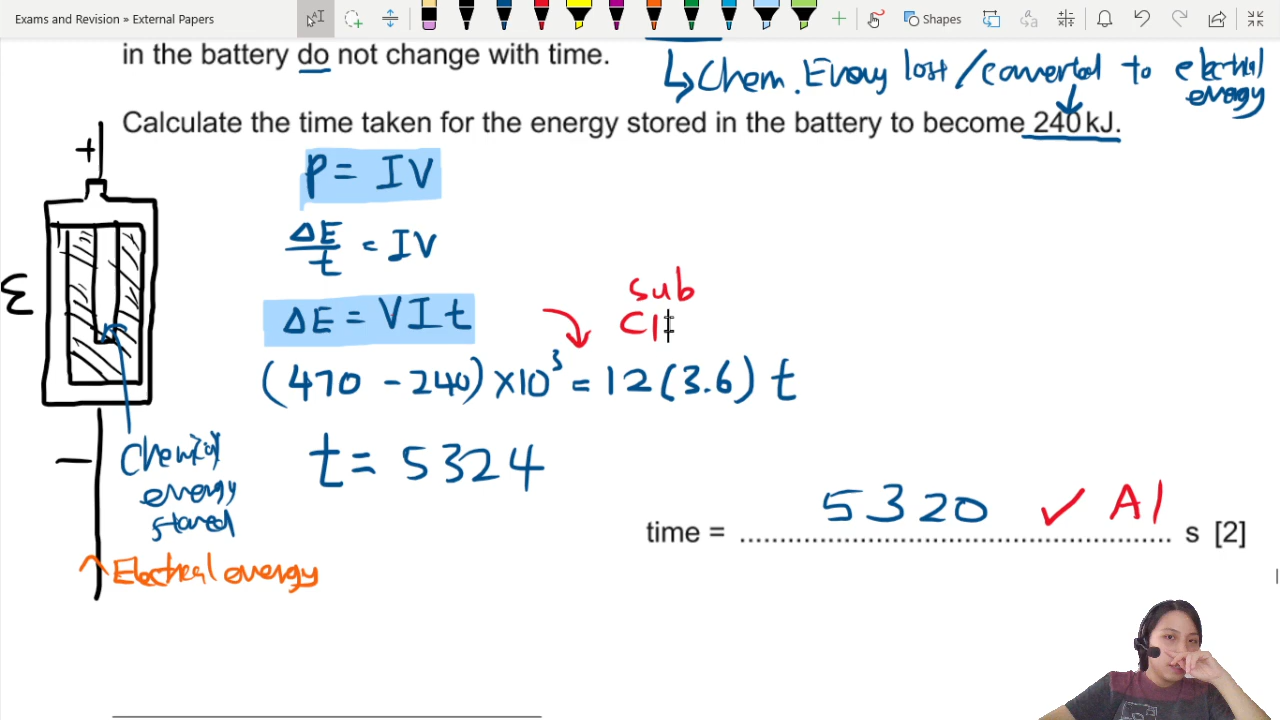 Exams and Revision » External Papers
Shapes
in the battery do not change with time.
↳ Chem. Energy lost / converted to electrical
energy
Calculate the time taken for the energy stored in the battery to become 240 kJ.
+
P = IV
ΔE/t = IV
ΔE = VIt
sub
C1
(470 - 240) ×10³ = 12 (3.6) t
ε
t = 5324
−
Chemical
energy
stored
5320 ✓ A1
time = ................................................ s [2]
Electrical energy